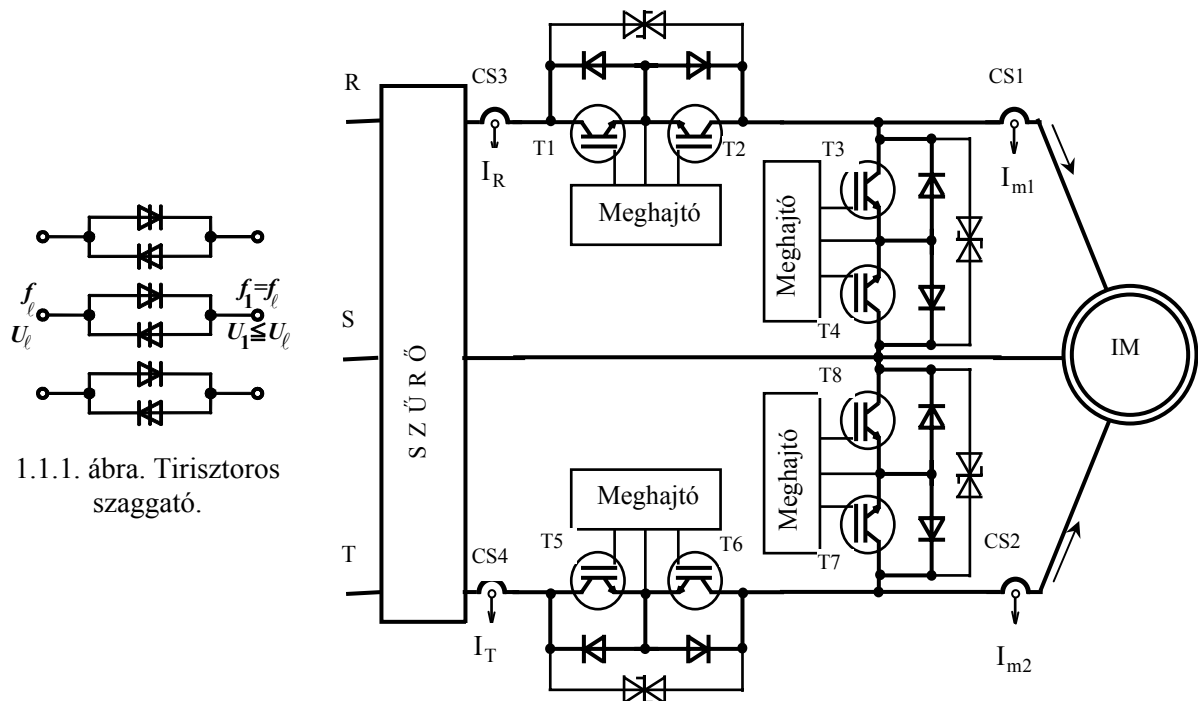 R
CS3
T1
T2
I_R
Meghajtó
CS1
I_m1
T3
Meghajtó
T4
f_ℓ
U_ℓ
f_1=f_ℓ
U_1≦U_ℓ
1.1.1. ábra. Tirisztoros
szaggató.
S
SZŰRŐ
IM
T8
Meghajtó
T7
Meghajtó
T
CS4
T5
T6
I_T
CS2
I_m2